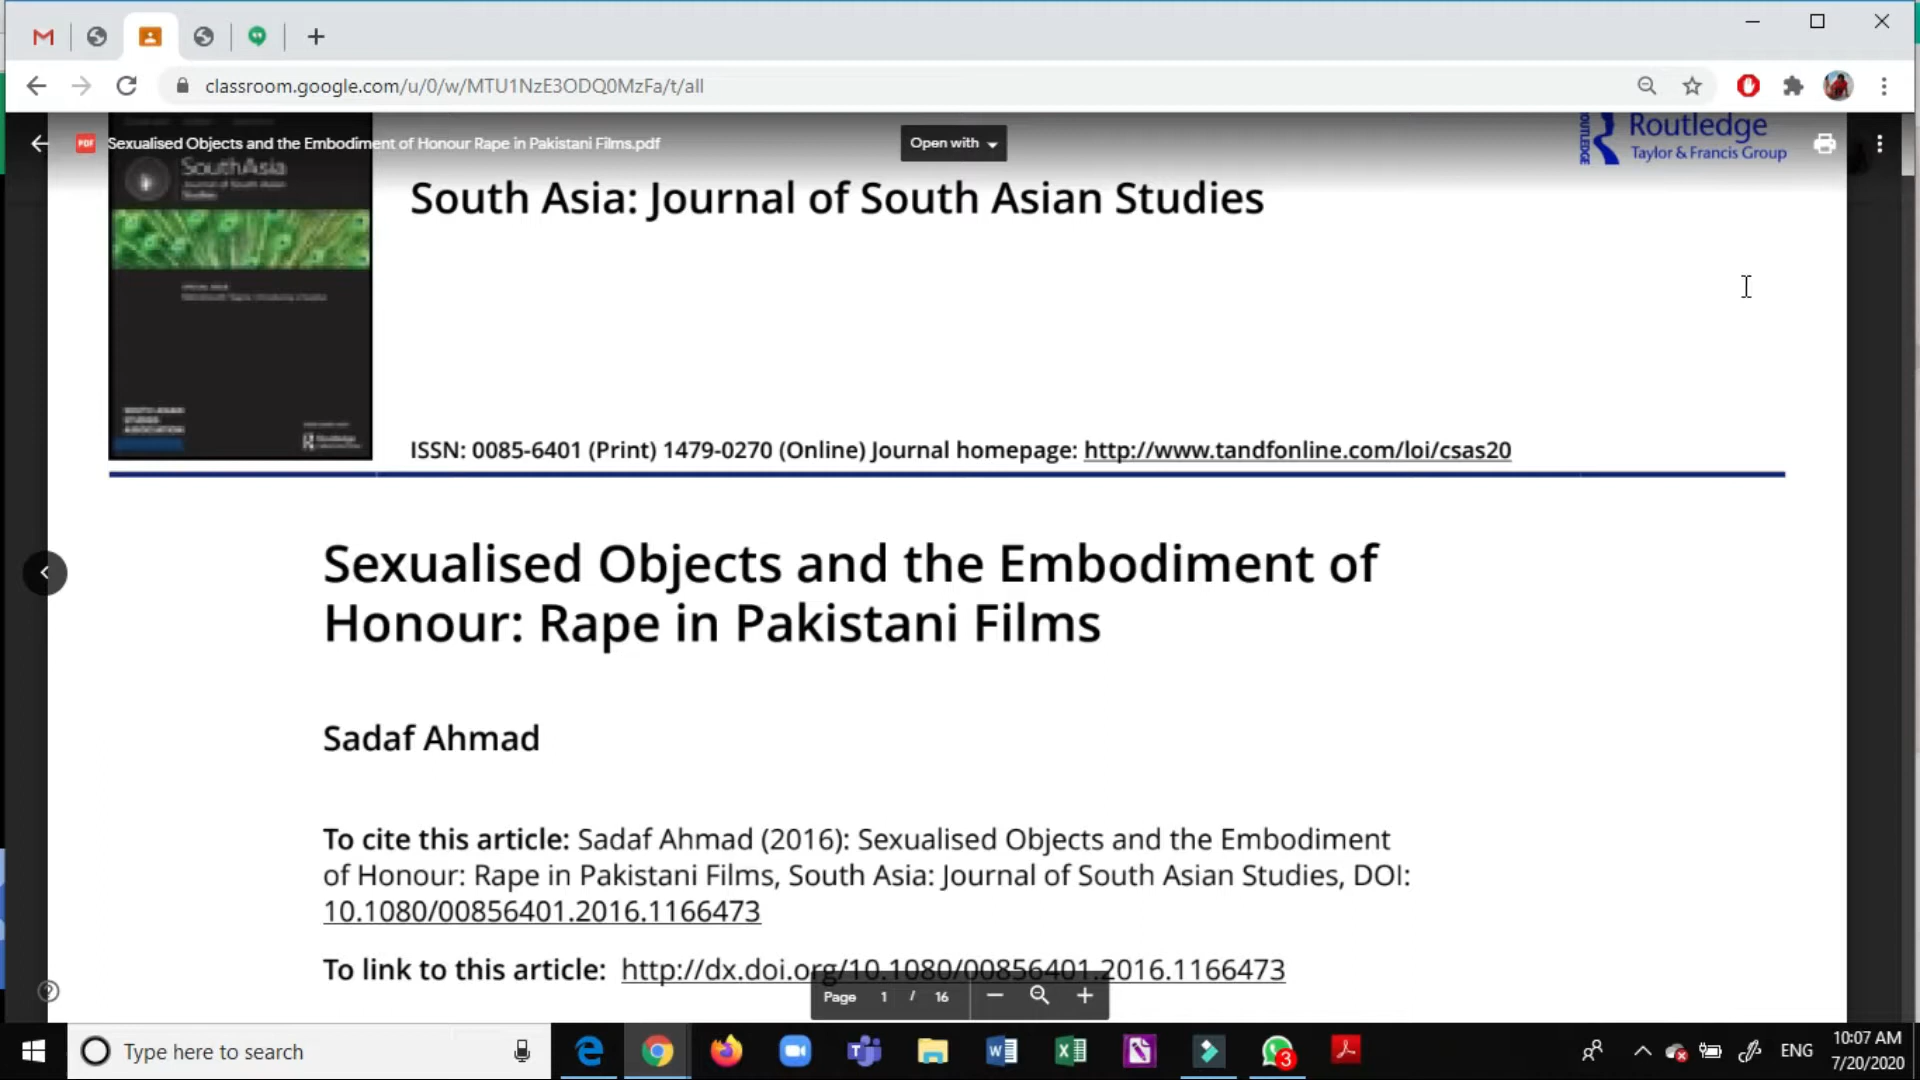 classroom.google.com/u/0/w/MTU1NzE3ODQ0MzFa/t/all
Sexualised Objects and the Embodiment of Honour Rape in Pakistani Films.pdf
Open with
PDF
SouthAsia
ROUTLEDGE
Routledge
Taylor & Francis Group
South Asia: Journal of South Asian Studies
ISSN: 0085-6401 (Print) 1479-0270 (Online) Journal homepage: http://www.tandfonline.com/loi/csas20
Sexualised Objects and the Embodiment of
Honour: Rape in Pakistani Films
Sadaf Ahmad
To cite this article: Sadaf Ahmad (2016): Sexualised Objects and the Embodiment
of Honour: Rape in Pakistani Films, South Asia: Journal of South Asian Studies, DOI:
10.1080/00856401.2016.1166473
To link to this article: http://dx.doi.org/10.1080/00856401.2016.1166473
Page 1 / 16
Type here to search
3
ENG
10:07 AM
7/20/2020